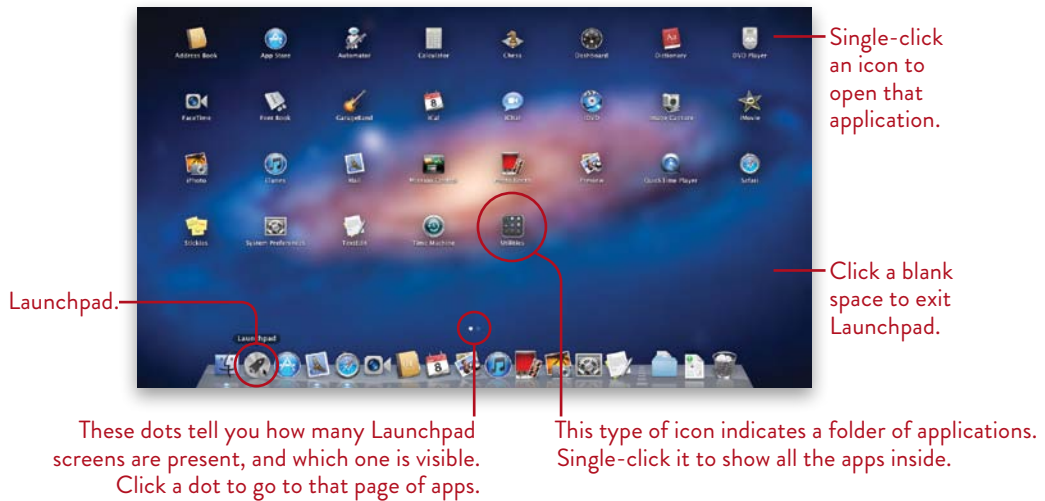 Single-click
an icon to
open that
application.
Address Book App Store Automator Calculator Chess Dashboard Dictionary DVD Player
FaceTime Font Book GarageBand iCal iChat iDVD Image Capture iMovie
iPhoto iTunes Mail Mission Control Photo Booth Preview QuickTime Player Safari
Stickies System Preferences TextEdit Time Machine Utilities
Click a blank
space to exit
Launchpad.
Launchpad.
Launchpad
These dots tell you how many Launchpad
screens are present, and which one is visible.
Click a dot to go to that page of apps.
This type of icon indicates a folder of applications.
Single-click it to show all the apps inside.